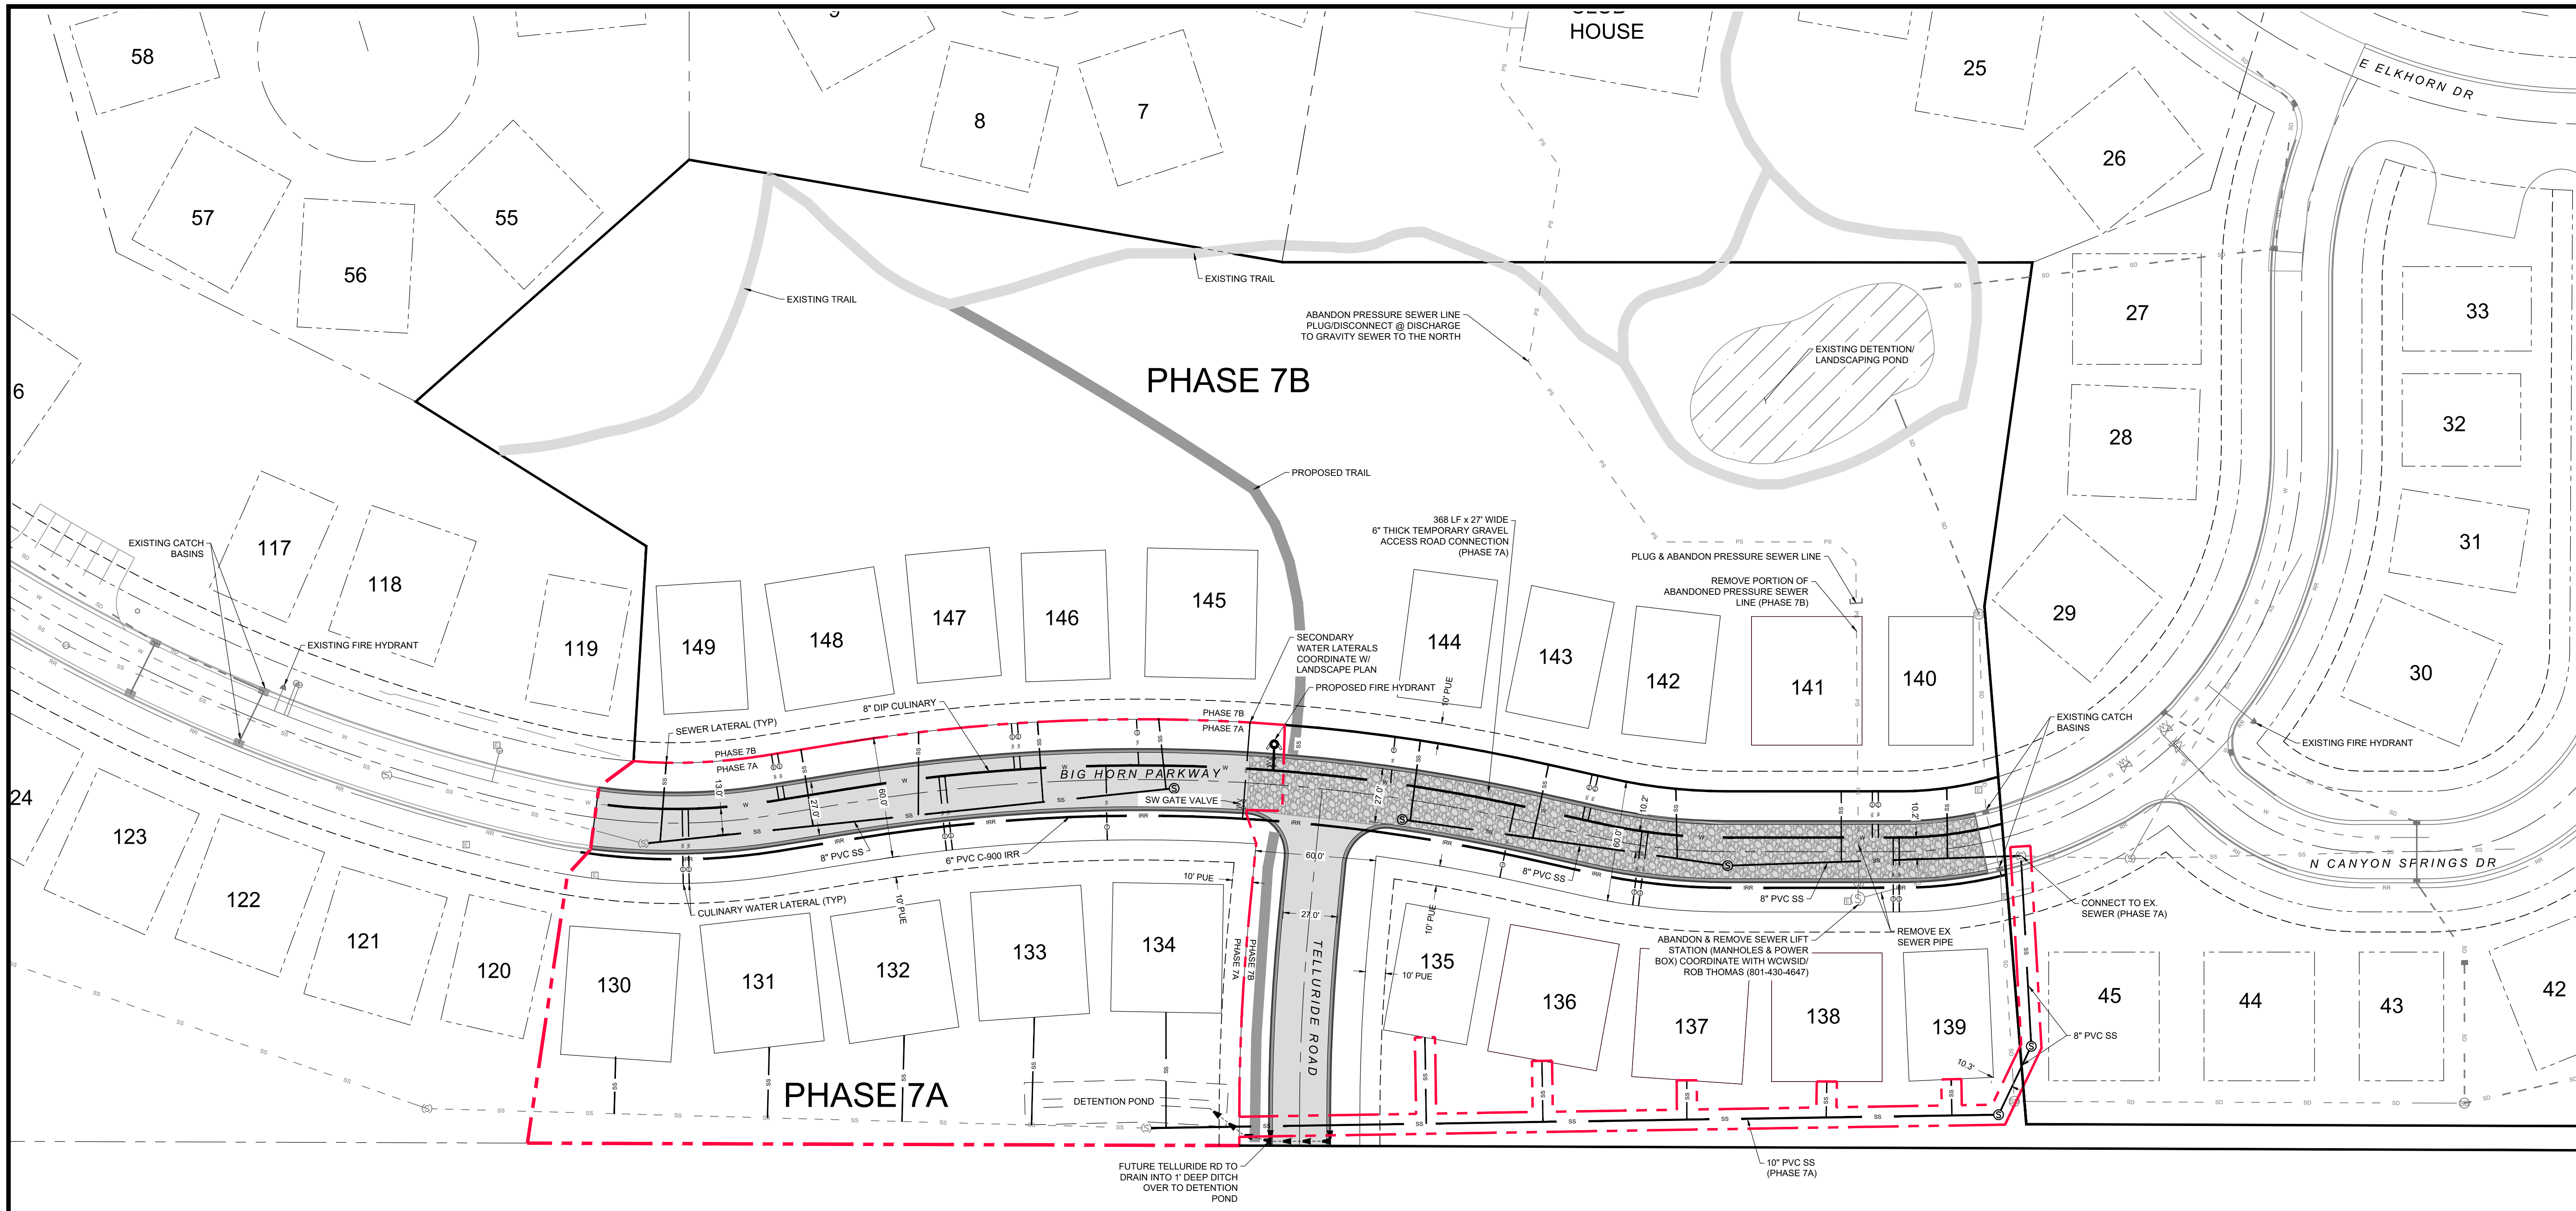 CLUB
HOUSE
9
58
8
7
25
26
E ELKHORN DR
57
56
55
EXISTING TRAIL
EXISTING TRAIL
ABANDON PRESSURE SEWER LINE
PLUG/DISCONNECT @ DISCHARGE
TO GRAVITY SEWER TO THE NORTH
EXISTING DETENTION/
LANDSCAPING POND
27
33
6
PHASE 7B
28
32
PROPOSED TRAIL
368 LF x 27' WIDE
6" THICK TEMPORARY GRAVEL
ACCESS ROAD CONNECTION
(PHASE 7A)
PLUG & ABANDON PRESSURE SEWER LINE
REMOVE PORTION OF
ABANDONED PRESSURE SEWER
LINE (PHASE 7B)
31
EXISTING CATCH
BASINS
117
118
119
149
148
147
146
145
144
143
142
141
140
29
30
EXISTING FIRE HYDRANT
SECONDARY
WATER LATERALS
COORDINATE W/
LANDSCAPE PLAN
PROPOSED FIRE HYDRANT
10' PUE
8" DIP CULINARY
SEWER LATERAL (TYP)
PHASE 7B
PHASE 7A
PHASE 7B
PHASE 7A
EXISTING CATCH
BASINS
EXISTING FIRE HYDRANT
BIG HORN PARKWAY
SW GATE VALVE
13.0'
27.0'
60.0'
27.0'
10.2'
60.0'
10.2'
24
123
122
121
120
8" PVC SS
6" PVC C-900 IRR
60.0'
10' PUE
8" PVC SS
8" PVC SS
N CANYON SPRINGS DR
CULINARY WATER LATERAL (TYP)
10' PUE
27.0'
10' PUE
10' PUE
CONNECT TO EX.
SEWER (PHASE 7A)
REMOVE EX
SEWER PIPE
ABANDON & REMOVE SEWER LIFT
STATION (MANHOLES & POWER
BOX) COORDINATE WITH WCWSID/
ROB THOMAS (801-430-4647)
130
131
132
133
134
PHASE 7A
PHASE 7B
TELLURIDE ROAD
135
136
137
138
139
45
44
43
42
8" PVC SS
10.3'
PHASE 7A
DETENTION POND
FUTURE TELLURIDE RD TO
DRAIN INTO 1' DEEP DITCH
OVER TO DETENTION
POND
10" PVC SS
(PHASE 7A)